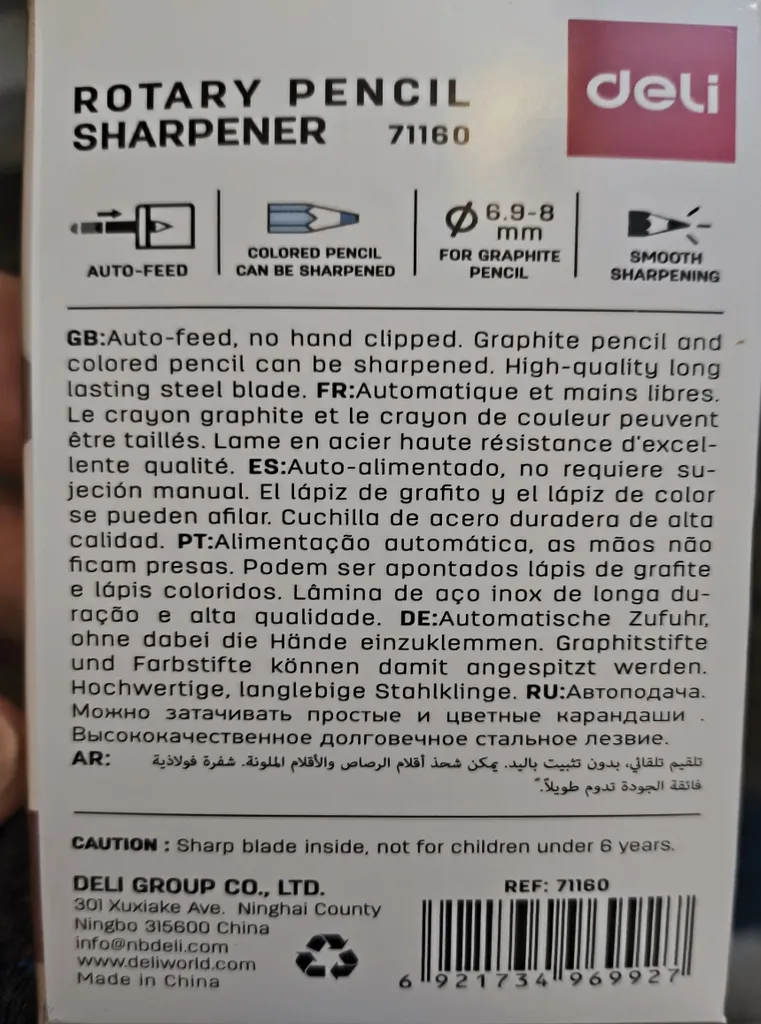 deli
ROTARY PENCIL
SHARPENER 71160
AUTO-FEED
COLORED PENCIL
CAN BE SHARPENED
Ø 6.9-8
mm
FOR GRAPHITE
PENCIL
SMOOTH
SHARPENING
GB:Auto-feed, no hand clipped. Graphite pencil and
colored pencil can be sharpened. High-quality long
lasting steel blade. FR:Automatique et mains libres.
Le crayon graphite et le crayon de couleur peuvent
être taillés. Lame en acier haute résistance d'excel-
lente qualité. ES:Auto-alimentado, no requiere su-
jeción manual. El lápiz de grafito y el lápiz de color
se pueden afilar. Cuchilla de acero duradera de alta
calidad. PT:Alimentação automática, as mãos não
ficam presas. Podem ser apontados lápis de grafite
e lápis coloridos. Lâmina de aço inox de longa du-
ração e alta qualidade. DE:Automatische Zufuhr,
ohne dabei die Hände einzuklemmen. Graphitstifte
und Farbstifte können damit angespitzt werden.
Hochwertige, langlebige Stahlklinge. RU:Автоподача.
Можно затачивать простые и цветные карандаши .
Высококачественное долговечное стальное лезвие.
AR: تلقيم تلقائي، بدون تثبيت باليد. يمكن شحذ أقلام الرصاص والأقلام الملونة. شفرة فولاذية
فائقة الجودة تدوم طويلاً."
CAUTION : Sharp blade inside, not for children under 6 years.
DELI GROUP CO., LTD.
301 Xuxiake Ave. Ninghai County
Ningbo 315600 China
info@nbdeli.com
www.deliworld.com
Made in China
REF: 71160
6 921734 969927